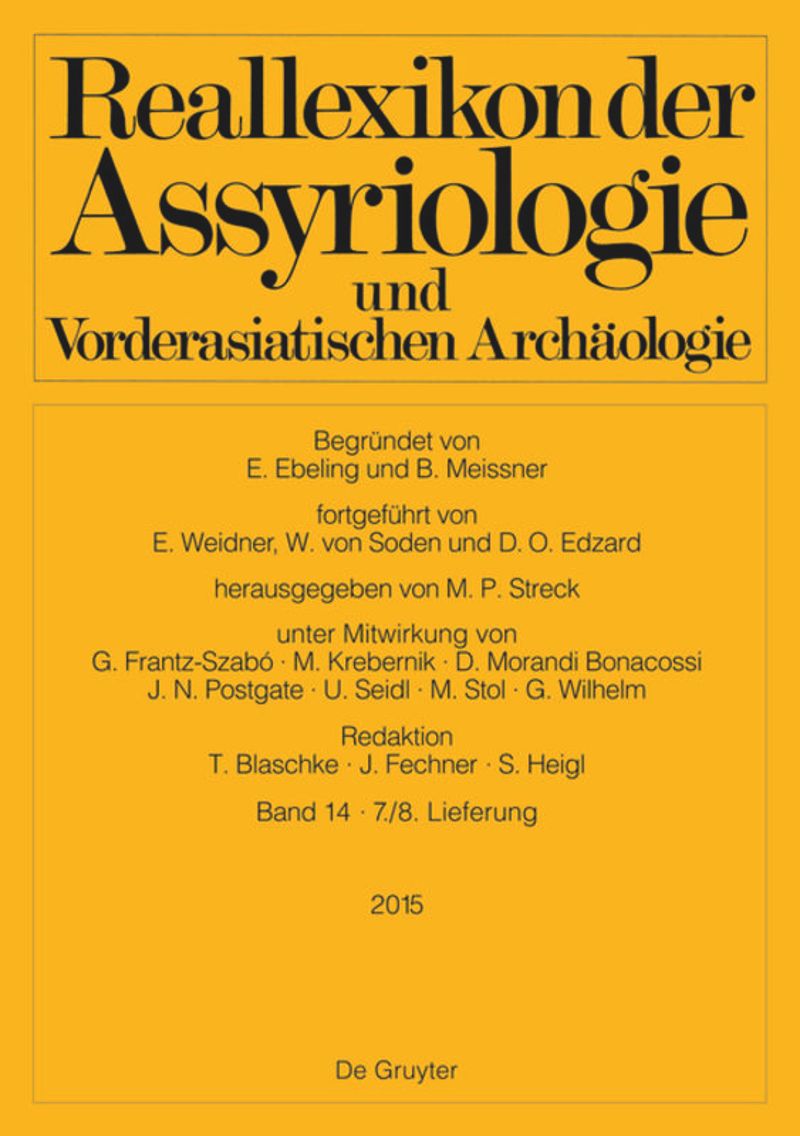 Reallexikon der
Assyriologie
und
Vorderasiatischen Archäologie
Begründet von
E. Ebeling und B. Meissner
fortgeführt von
E. Weidner, W. von Soden und D. O. Edzard
herausgegeben von M. P. Streck
unter Mitwirkung von
G. Frantz-Szabó · M. Krebernik · D. Morandi Bonacossi
J. N. Postgate · U. Seidl · M. Stol · G. Wilhelm
Redaktion
T. Blaschke · J. Fechner · S. Heigl
Band 14 · 7./8. Lieferung
2015
De Gruyter